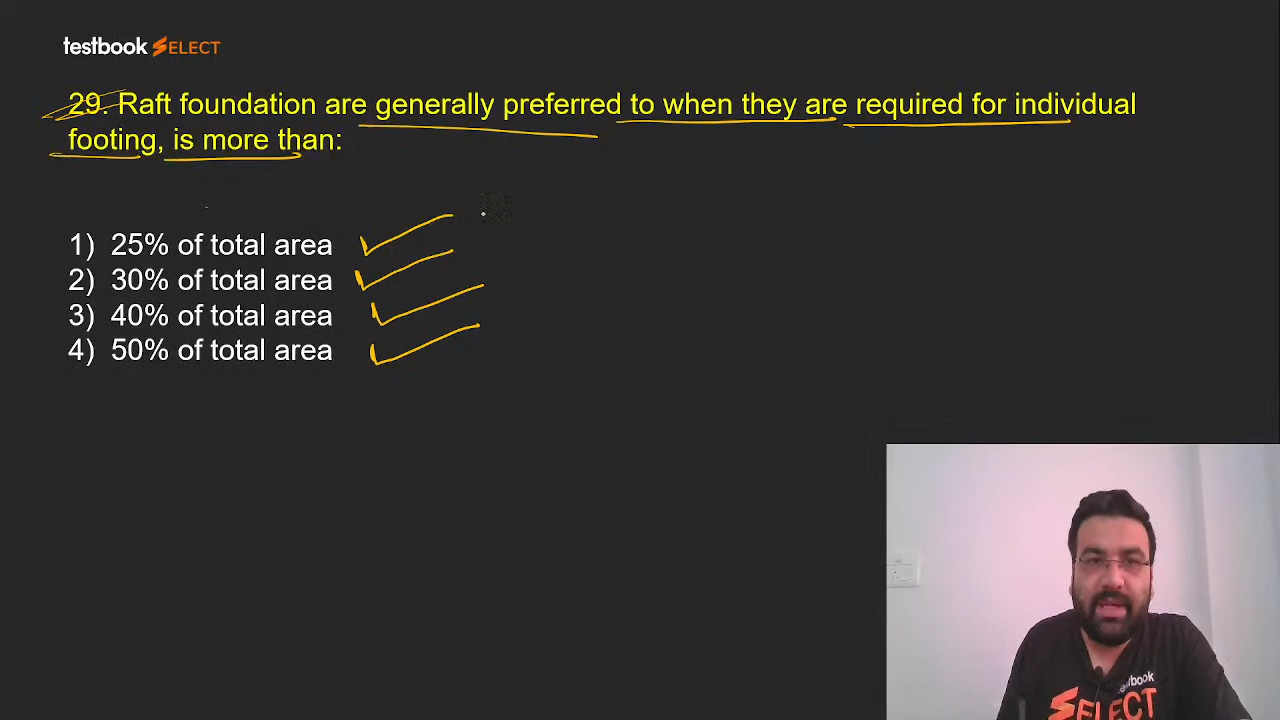 testbook SELECT
29. Raft foundation are generally preferred to when they are required for individual
footing, is more than:
1) 25% of total area
2) 30% of total area
3) 40% of total area
4) 50% of total area
testbook
SELECT